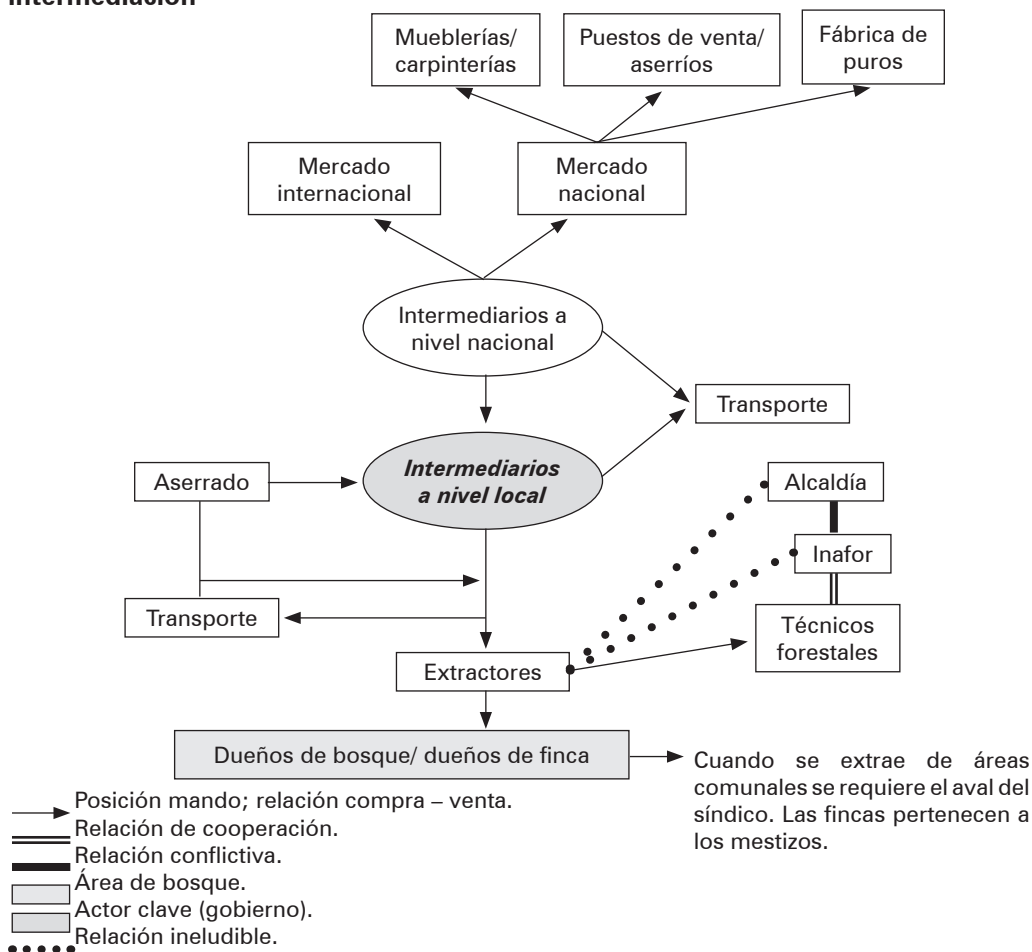 intermediación
Mueblerías/
carpinterías
Puestos de venta/
aserríos
Fábrica de
puros
Mercado
internacional
Mercado
nacional
Intermediarios a
nivel nacional
Transporte
Intermediarios
a nivel local
Aserrado
Alcaldía
Inafor
Transporte
Técnicos
forestales
Extractores
Dueños de bosque/ dueños de finca
Cuando se extrae de áreas
comunales se requiere el aval del
síndico. Las fincas pertenecen a
los mestizos.
Posición mando; relación compra – venta.
Relación de cooperación.
Relación conflictiva.
Área de bosque.
Actor clave (gobierno).
Relación ineludible.